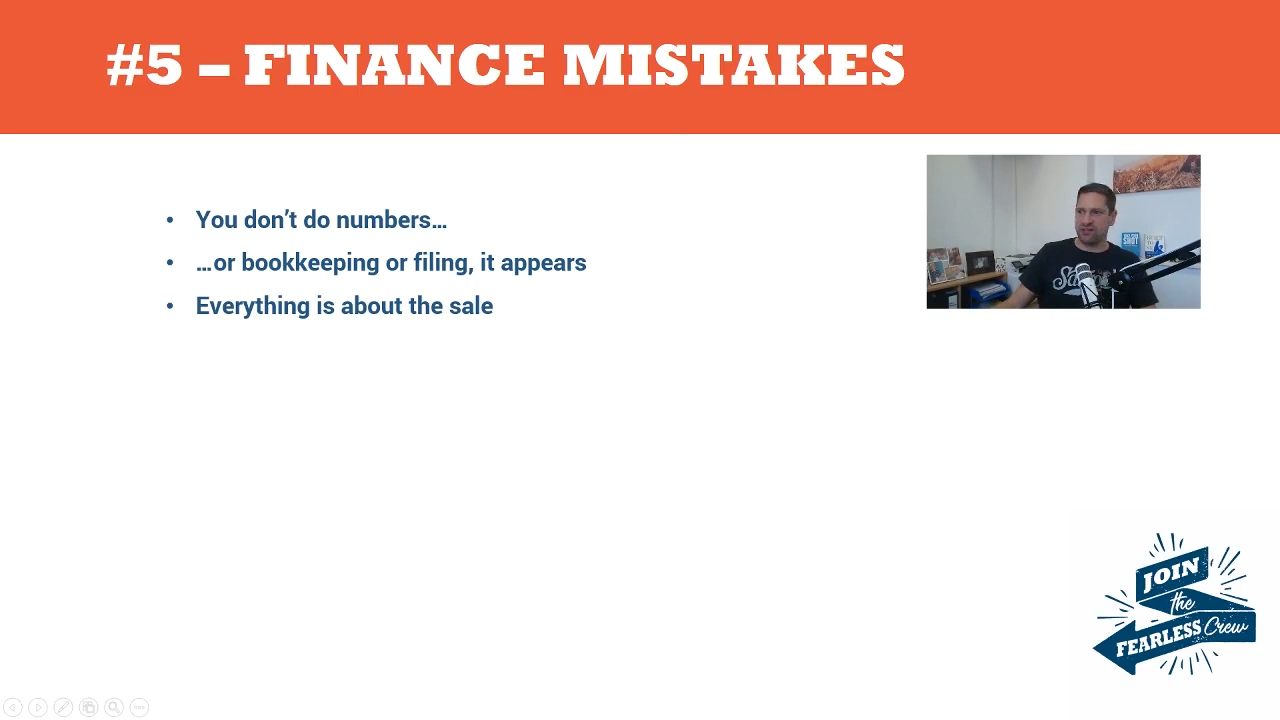 #5 – FINANCE MISTAKES
• You don’t do numbers…
• …or bookkeeping or filing, it appears
• Everything is about the sale
JOIN
the
FEARLESS Crew